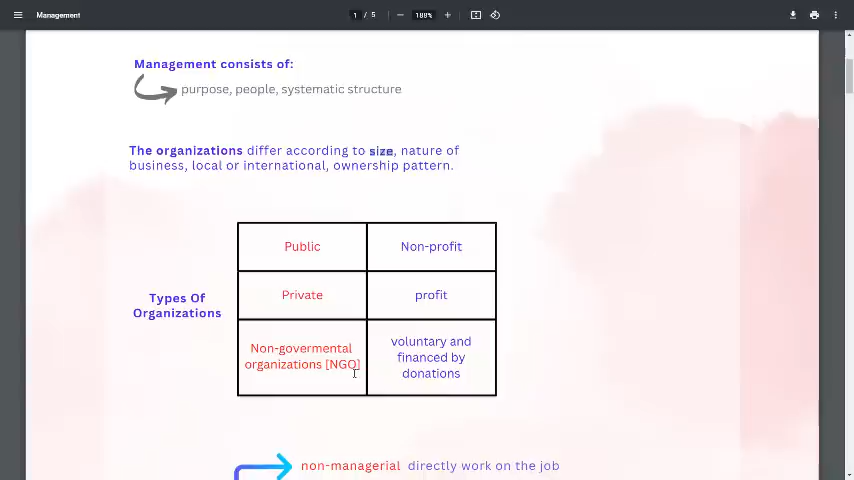 Management
1 / 5
188%
Management consists of:
purpose, people, systematic structure
The organizations differ according to size, nature of
business, local or international, ownership pattern.
Types Of
Organizations
Public
Non-profit
Private
profit
Non-govermental
organizations [NGO]
voluntary and
financed by
donations
non-managerial directly work on the job